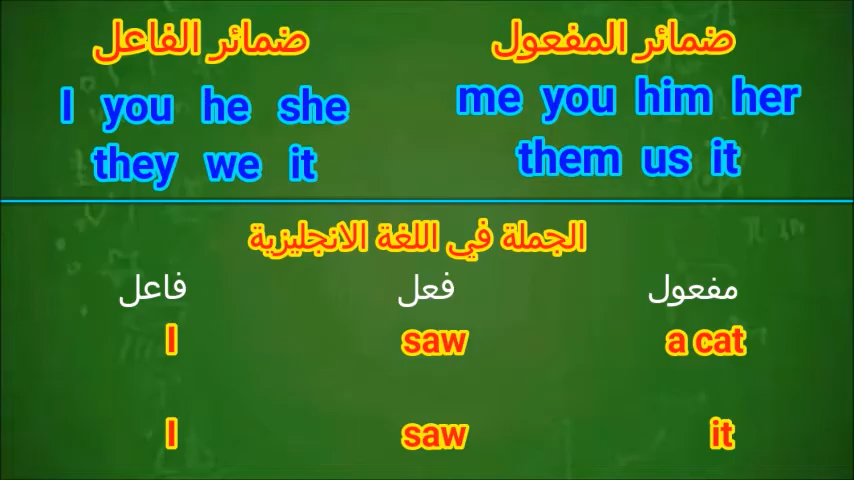 ضمائر الفاعل
I you he she
they we it
ضمائر المفعول
me you him her
them us it
الجملة في اللغة الانجليزية
فاعل فعل مفعول
I saw a cat
I saw it